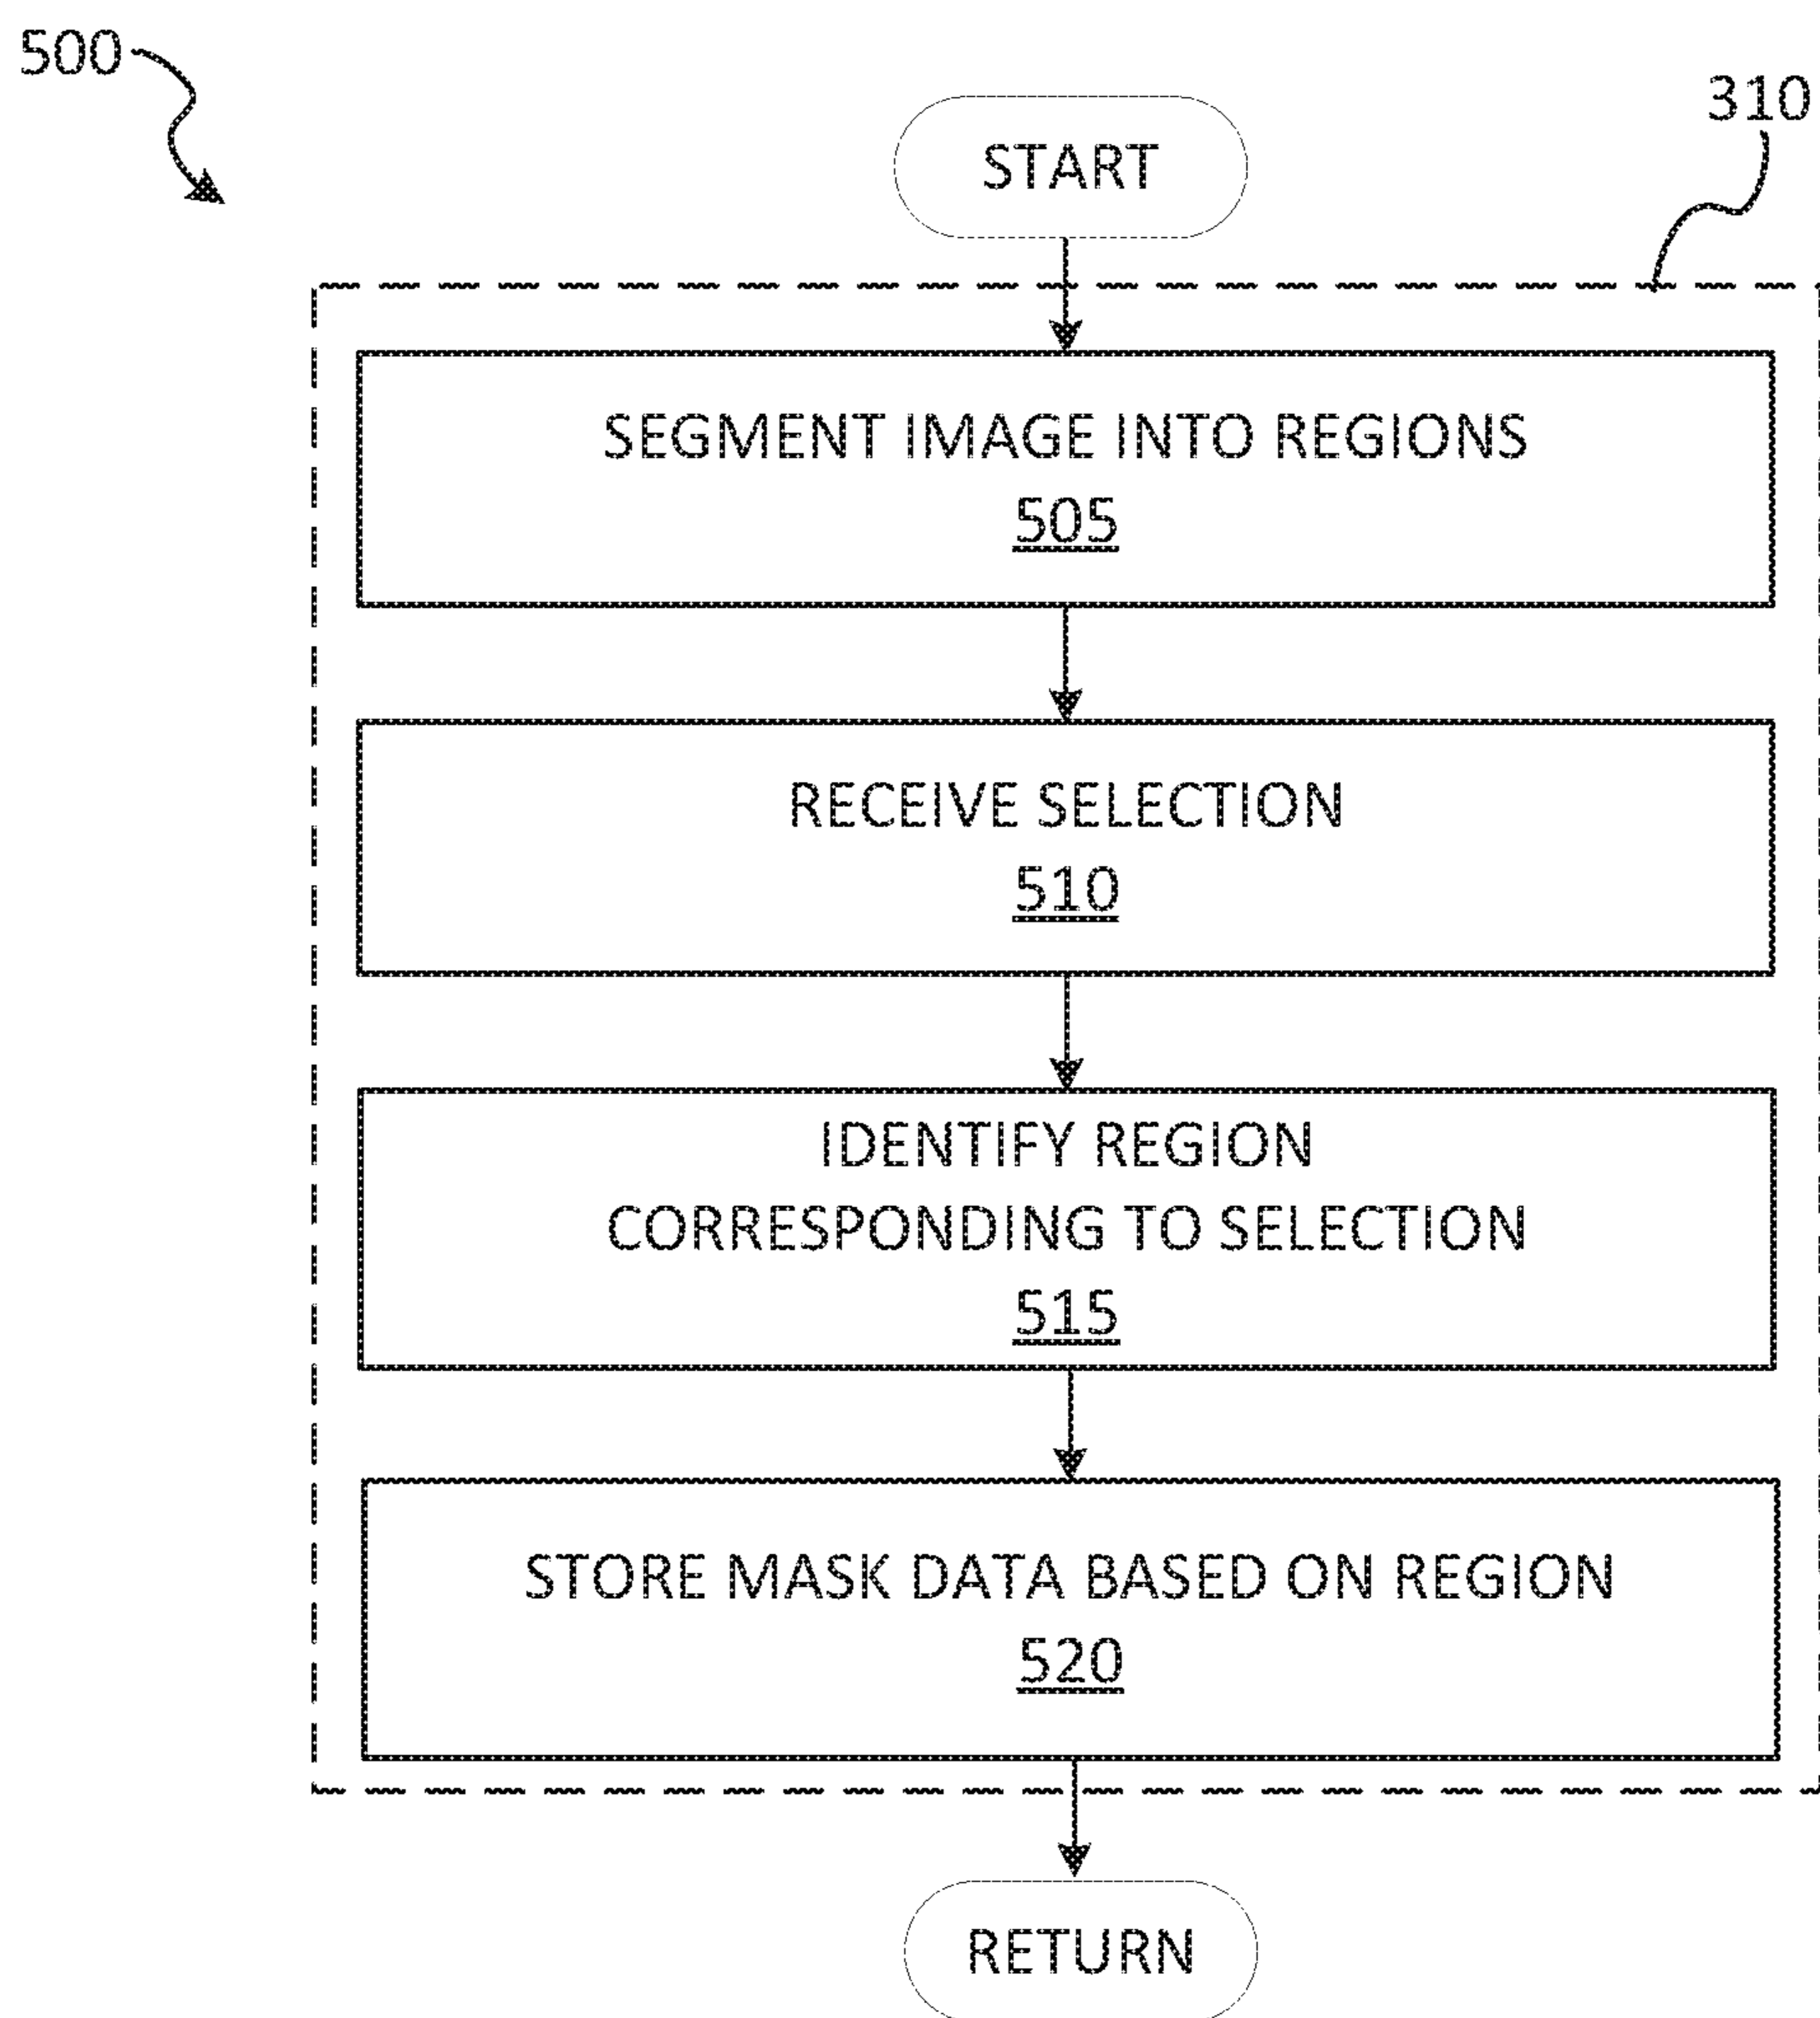 500
310
START
SEGMENT IMAGE INTO REGIONS
505
RECEIVE SELECTION
510
IDENTIFY REGION
CORRESPONDING TO SELECTION
515
STORE MASK DATA BASED ON REGION
520
RETURN